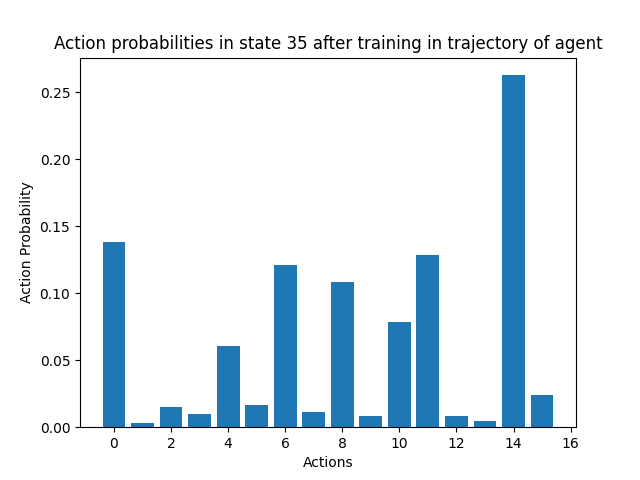 Action probabilities in state 35 after training in trajectory of agent
0.25
0.20
0.15
0.10
0.05
0.00
Action Probability
0 2 4 6 8 10 12 14 16
Actions